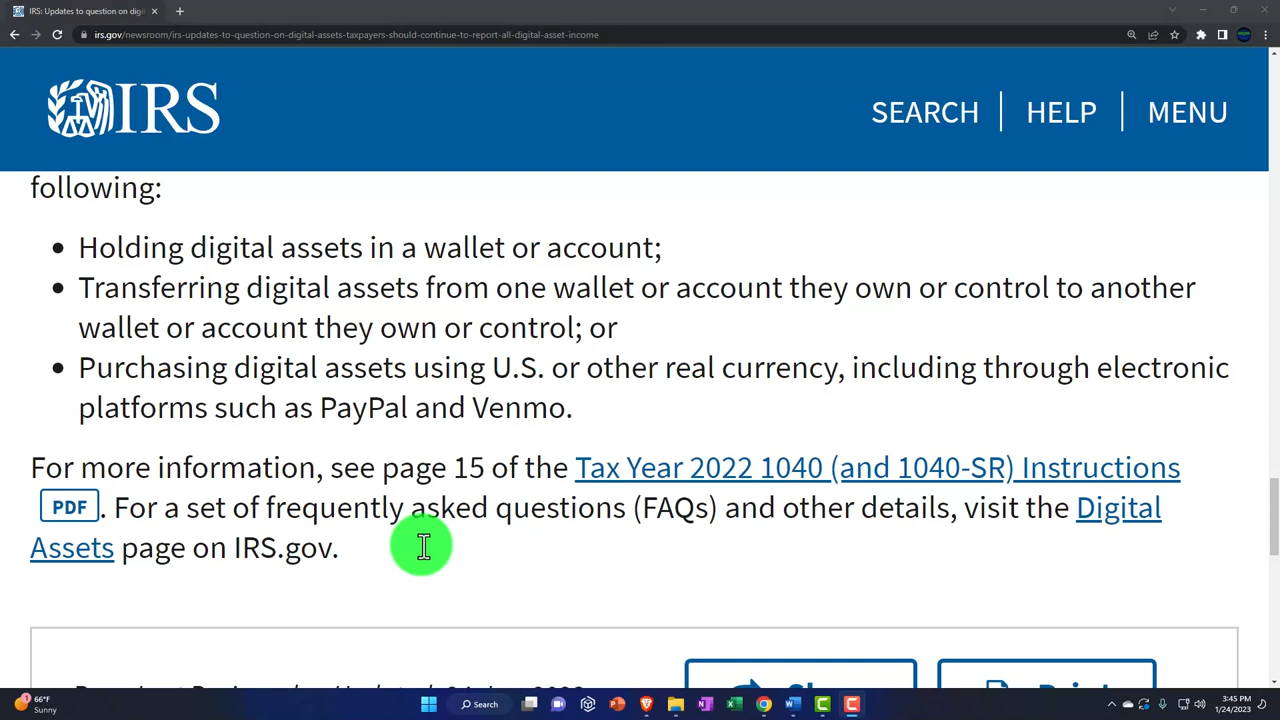 IRS: Updates to question on digi
irs.gov/newsroom/irs-updates-to-question-on-digital-assets-taxpayers-should-continue-to-report-all-digital-asset-income
IRS
SEARCH HELP MENU
following:
Holding digital assets in a wallet or account;
Transferring digital assets from one wallet or account they own or control to another
wallet or account they own or control; or
Purchasing digital assets using U.S. or other real currency, including through electronic
platforms such as PayPal and Venmo.
For more information, see page 15 of the Tax Year 2022 1040 (and 1040-SR) Instructions
PDF . For a set of frequently asked questions (FAQs) and other details, visit the Digital
Assets page on IRS.gov.
66°F
Sunny
Search
3:45 PM
1/24/2023